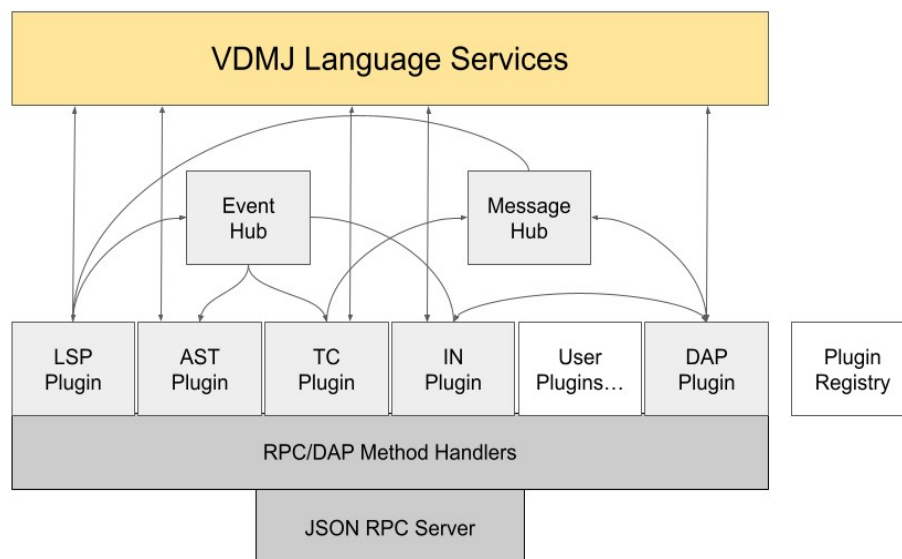 VDMJ Language Services
Event
Hub
Message
Hub
LSP
Plugin
AST
Plugin
TC
Plugin
IN
Plugin
User
Plugins…
DAP
Plugin
Plugin
Registry
RPC/DAP Method Handlers
JSON RPC Server